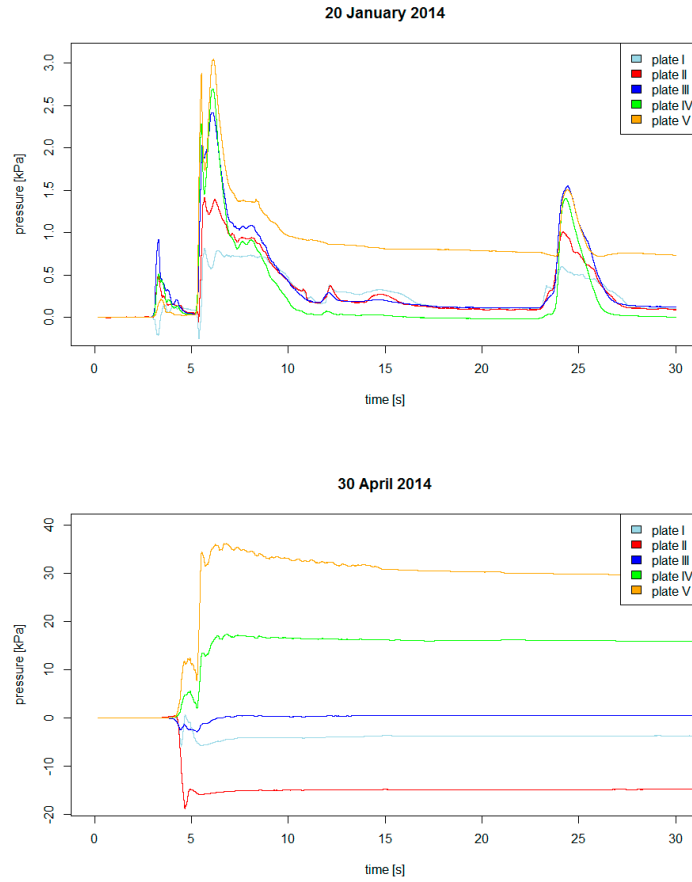 20 January 2014
pressure [kPa]
3.0
2.5
2.0
1.5
1.0
0.5
0.0
plate I
plate II
plate III
plate IV
plate V
0 5 10 15 20 25 30
time [s]
30 April 2014
pressure [kPa]
40
30
20
10
0
-10
-20
plate I
plate II
plate III
plate IV
plate V
0 5 10 15 20 25 30
time [s]